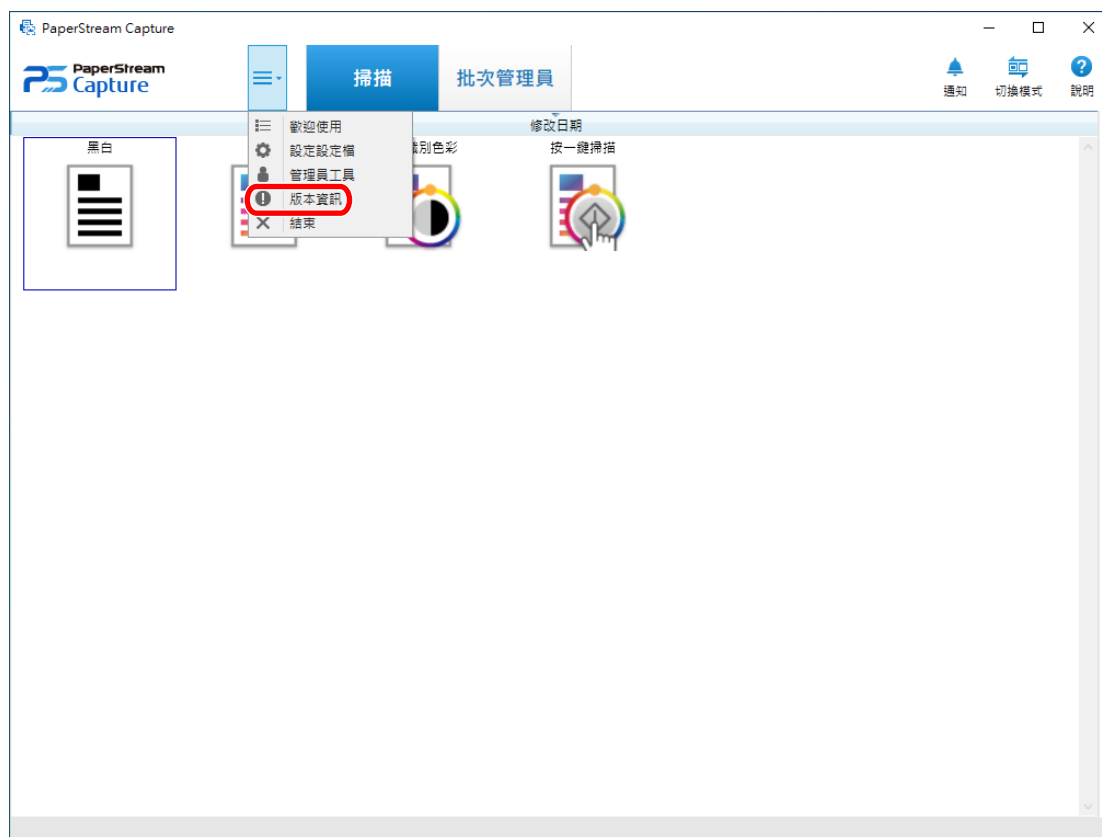 PaperStream Capture
PaperStream
Capture
掃描
批次管理員
通知
切換模式
説明
修改日期
歡迎使用
設定設定檔
管理員工具
版本資訊
結束
黑白
識別色彩
按一鍵掃描